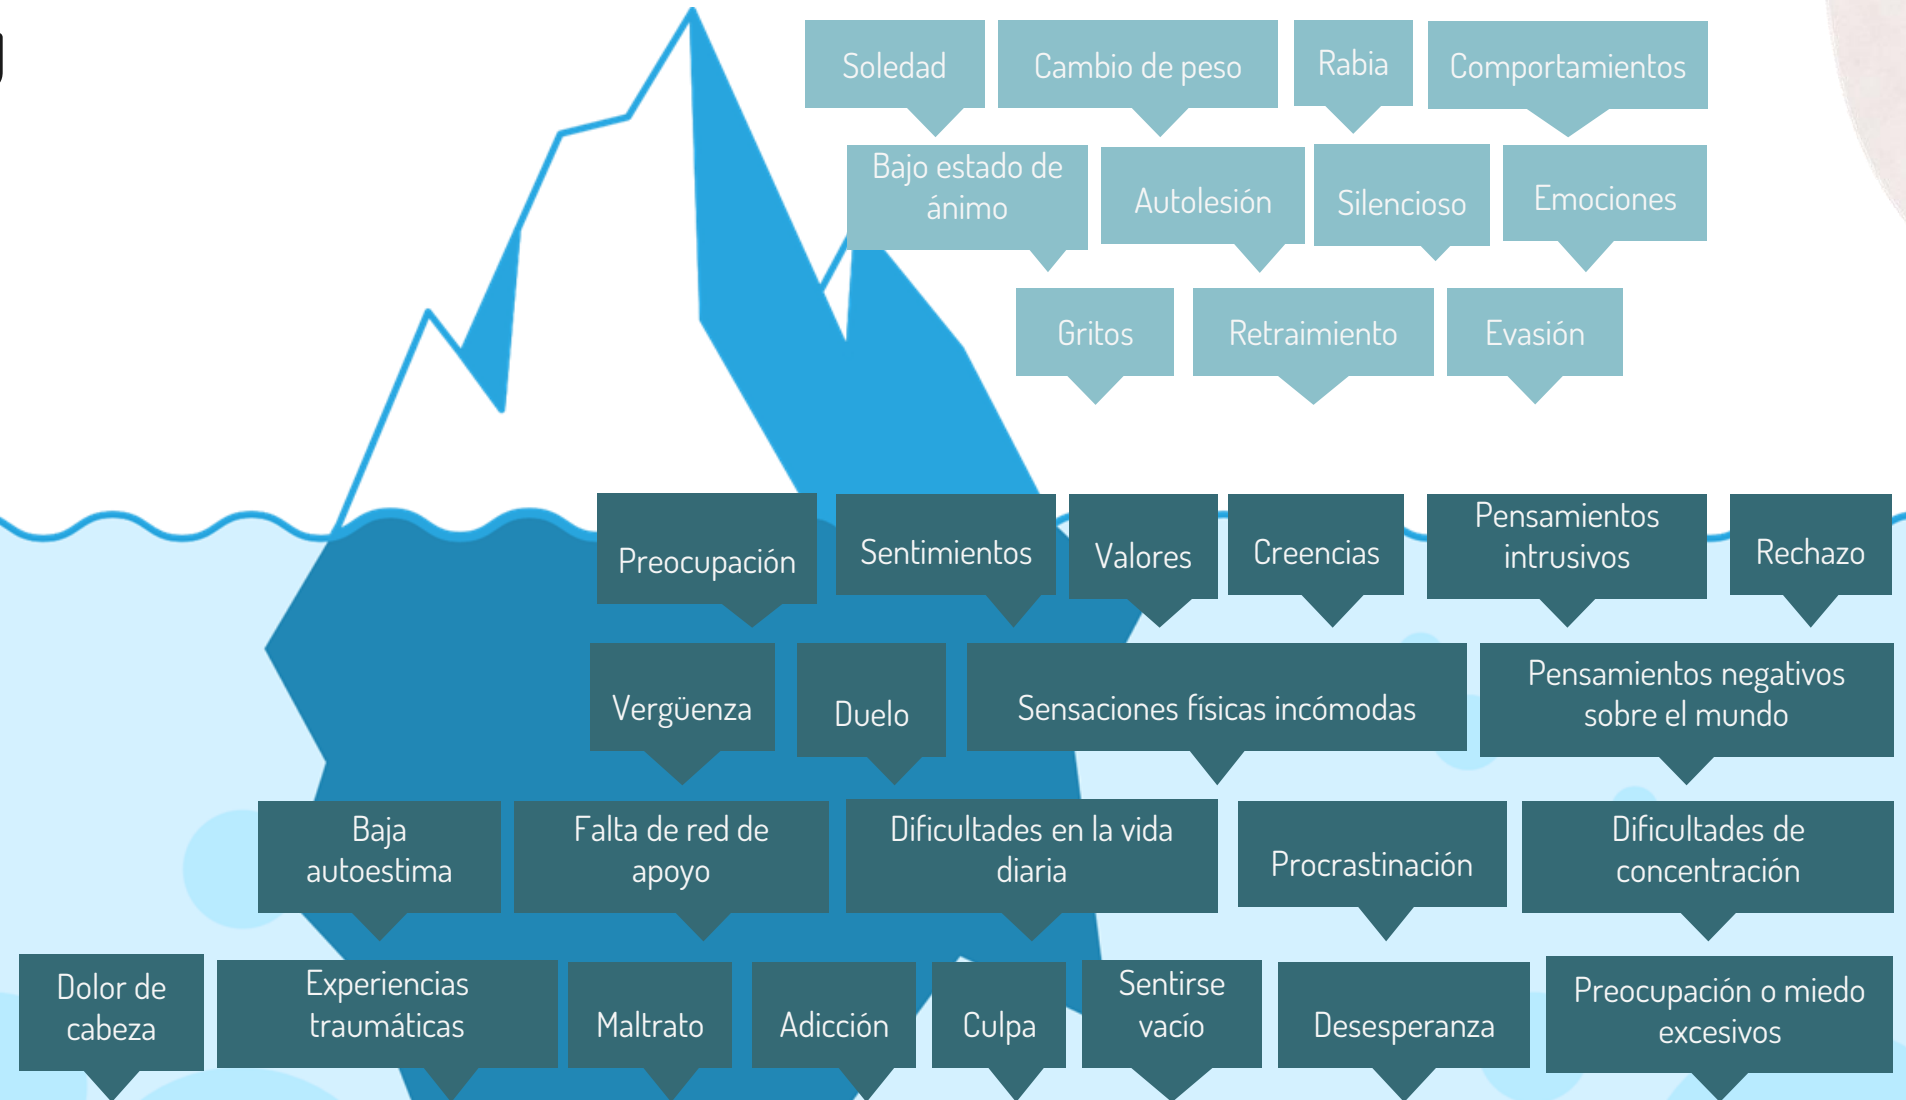 Soledad
Cambio de peso
Rabia
Comportamientos
Bajo estado de
ánimo
Autolesión
Silencioso
Emociones
Gritos
Retraimiento
Evasión
Preocupación
Sentimientos
Valores
Creencias
Pensamientos
intrusivos
Rechazo
Vergüenza
Duelo
Sensaciones físicas incómodas
Pensamientos negativos
sobre el mundo
Baja
autoestima
Falta de red de
apoyo
Dificultades en la vida
diaria
Procrastinación
Dificultades de
concentración
Dolor de
cabeza
Experiencias
traumáticas
Maltrato
Adicción
Culpa
Sentirse
vacío
Desesperanza
Preocupación o miedo
excesivos